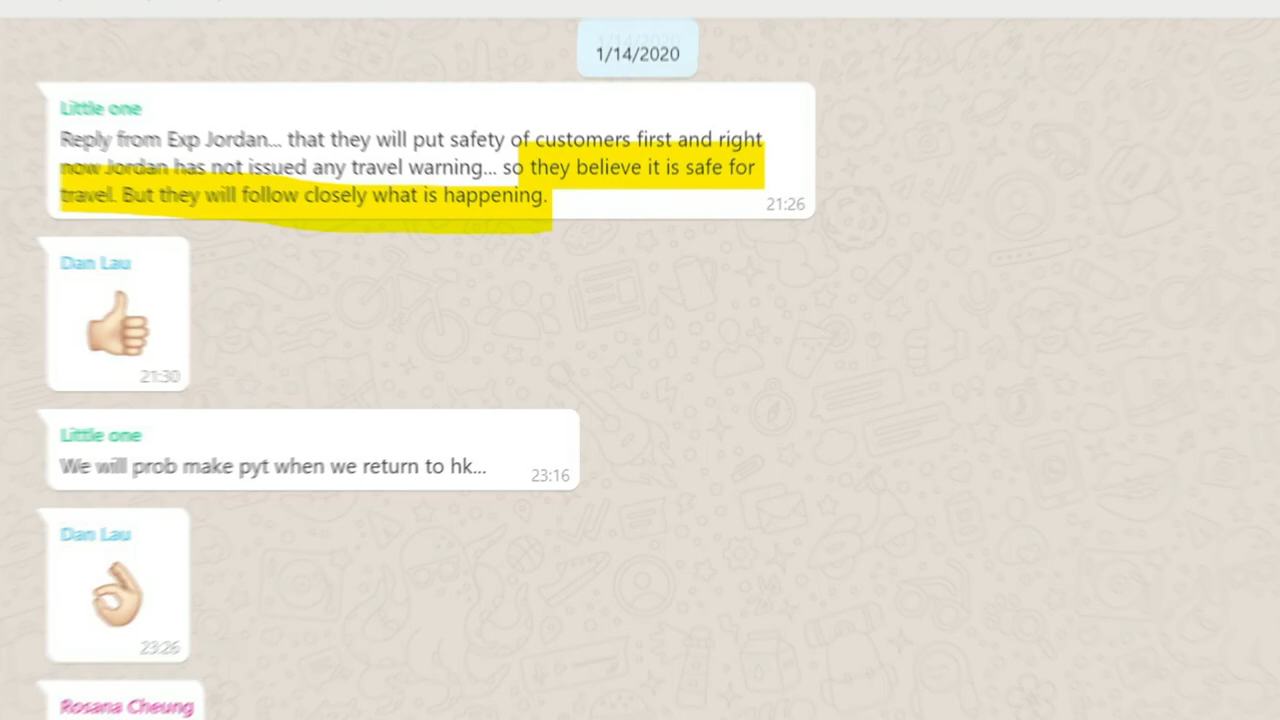 1/14/2020
Little one
Reply from Exp Jordan... that they will put safety of customers first and right
now Jordan has not issued any travel warning... so they believe it is safe for
travel. But they will follow closely what is happening.
21:26
Dan Lau
21:30
Little one
We will prob make pyt when we return to hk...
23:16
Dan Lau
23:26
Rosana Cheung